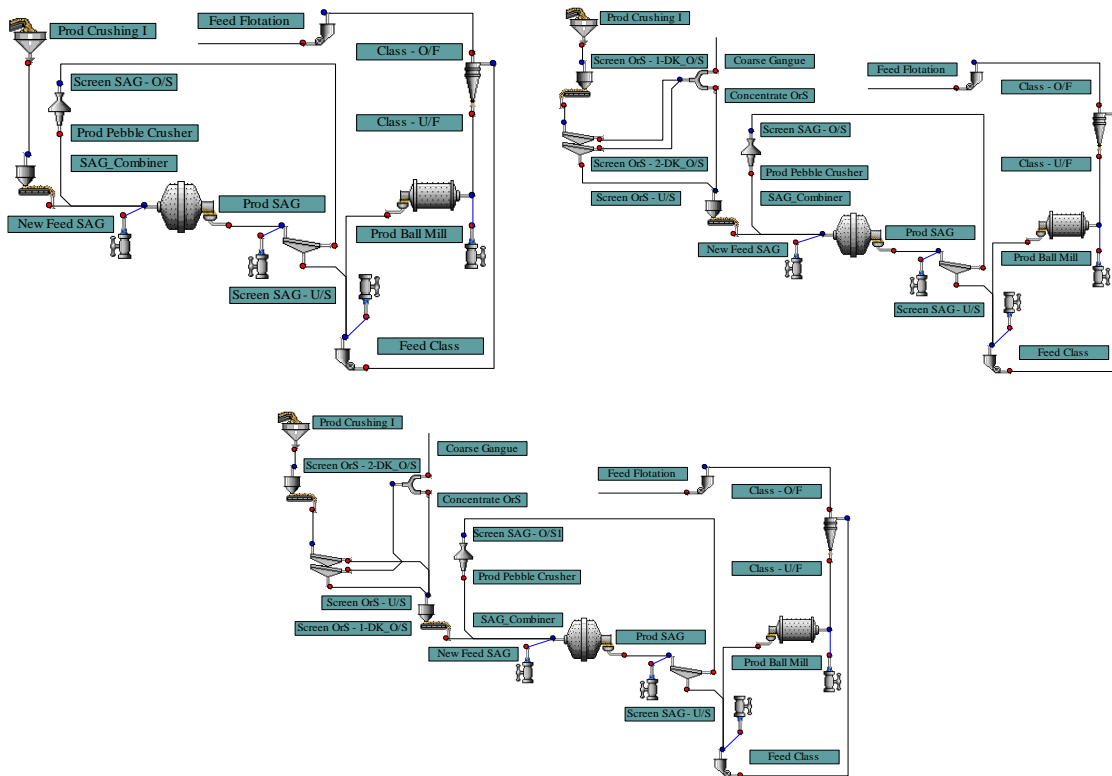 Prod Crushing I
Feed Flotation
Class - O/F
Screen SAG - O/S
Class - U/F
Prod Pebble Crusher
SAG_Combiner
Prod SAG
New Feed SAG
Prod Ball Mill
Screen SAG - U/S
Feed Class
Prod Crushing I
Screen OrS - 1-DK_O/S
Coarse Gangue
Feed Flotation
Concentrate OrS
Class - O/F
Screen SAG - O/S
Screen OrS - 2-DK_O/S
Class - U/F
Prod Pebble Crusher
Screen OrS - U/S
SAG_Combiner
Prod SAG
New Feed SAG
Prod Ball Mill
Screen SAG - U/S
Feed Class
Prod Crushing I
Coarse Gangue
Screen OrS - 2-DK_O/S
Feed Flotation
Class - O/F
Concentrate OrS
Screen SAG - O/S1
Class - U/F
Prod Pebble Crusher
Screen OrS - U/S
SAG_Combiner
Screen OrS - 1-DK_O/S
Prod SAG
New Feed SAG
Prod Ball Mill
Screen SAG - U/S
Feed Class